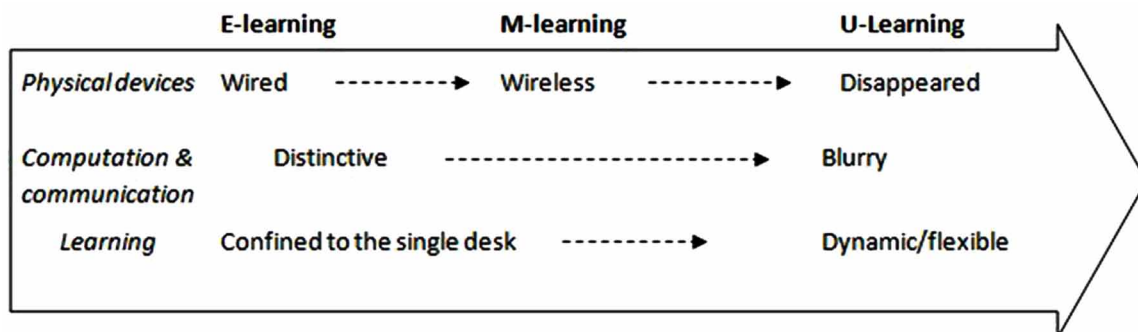 E-learning M-learning U-Learning
Physical devices Wired Wireless Disappeared
Computation &
communication Distinctive Blurry
Learning Confined to the single desk Dynamic/flexible